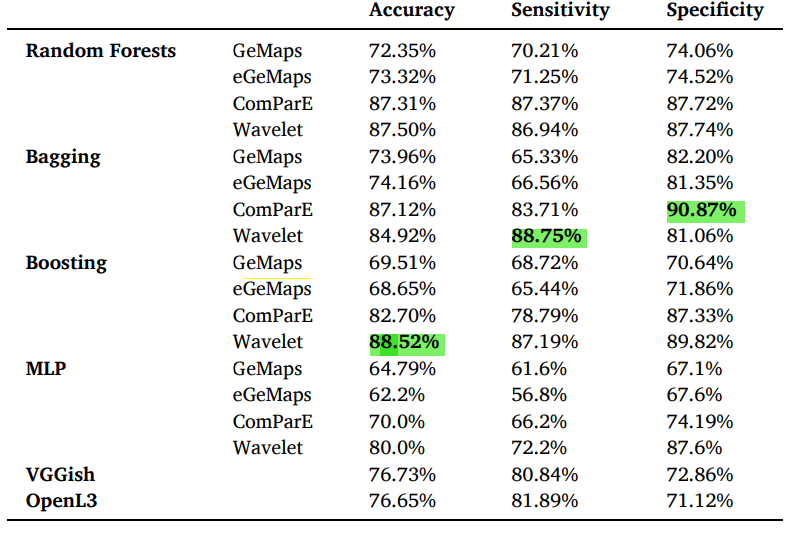 Accuracy Sensitivity Specificity
Random Forests GeMaps 72.35% 70.21% 74.06%
eGeMaps 73.32% 71.25% 74.52%
ComParE 87.31% 87.37% 87.72%
Wavelet 87.50% 86.94% 87.74%
Bagging GeMaps 73.96% 65.33% 82.20%
eGeMaps 74.16% 66.56% 81.35%
ComParE 87.12% 83.71% 90.87%
Wavelet 84.92% 88.75% 81.06%
Boosting GeMaps 69.51% 68.72% 70.64%
eGeMaps 68.65% 65.44% 71.86%
ComParE 82.70% 78.79% 87.33%
Wavelet 88.52% 87.19% 89.82%
MLP GeMaps 64.79% 61.6% 67.1%
eGeMaps 62.2% 56.8% 67.6%
ComParE 70.0% 66.2% 74.19%
Wavelet 80.0% 72.2% 87.6%
VGGish 76.73% 80.84% 72.86%
OpenL3 76.65% 81.89% 71.12%